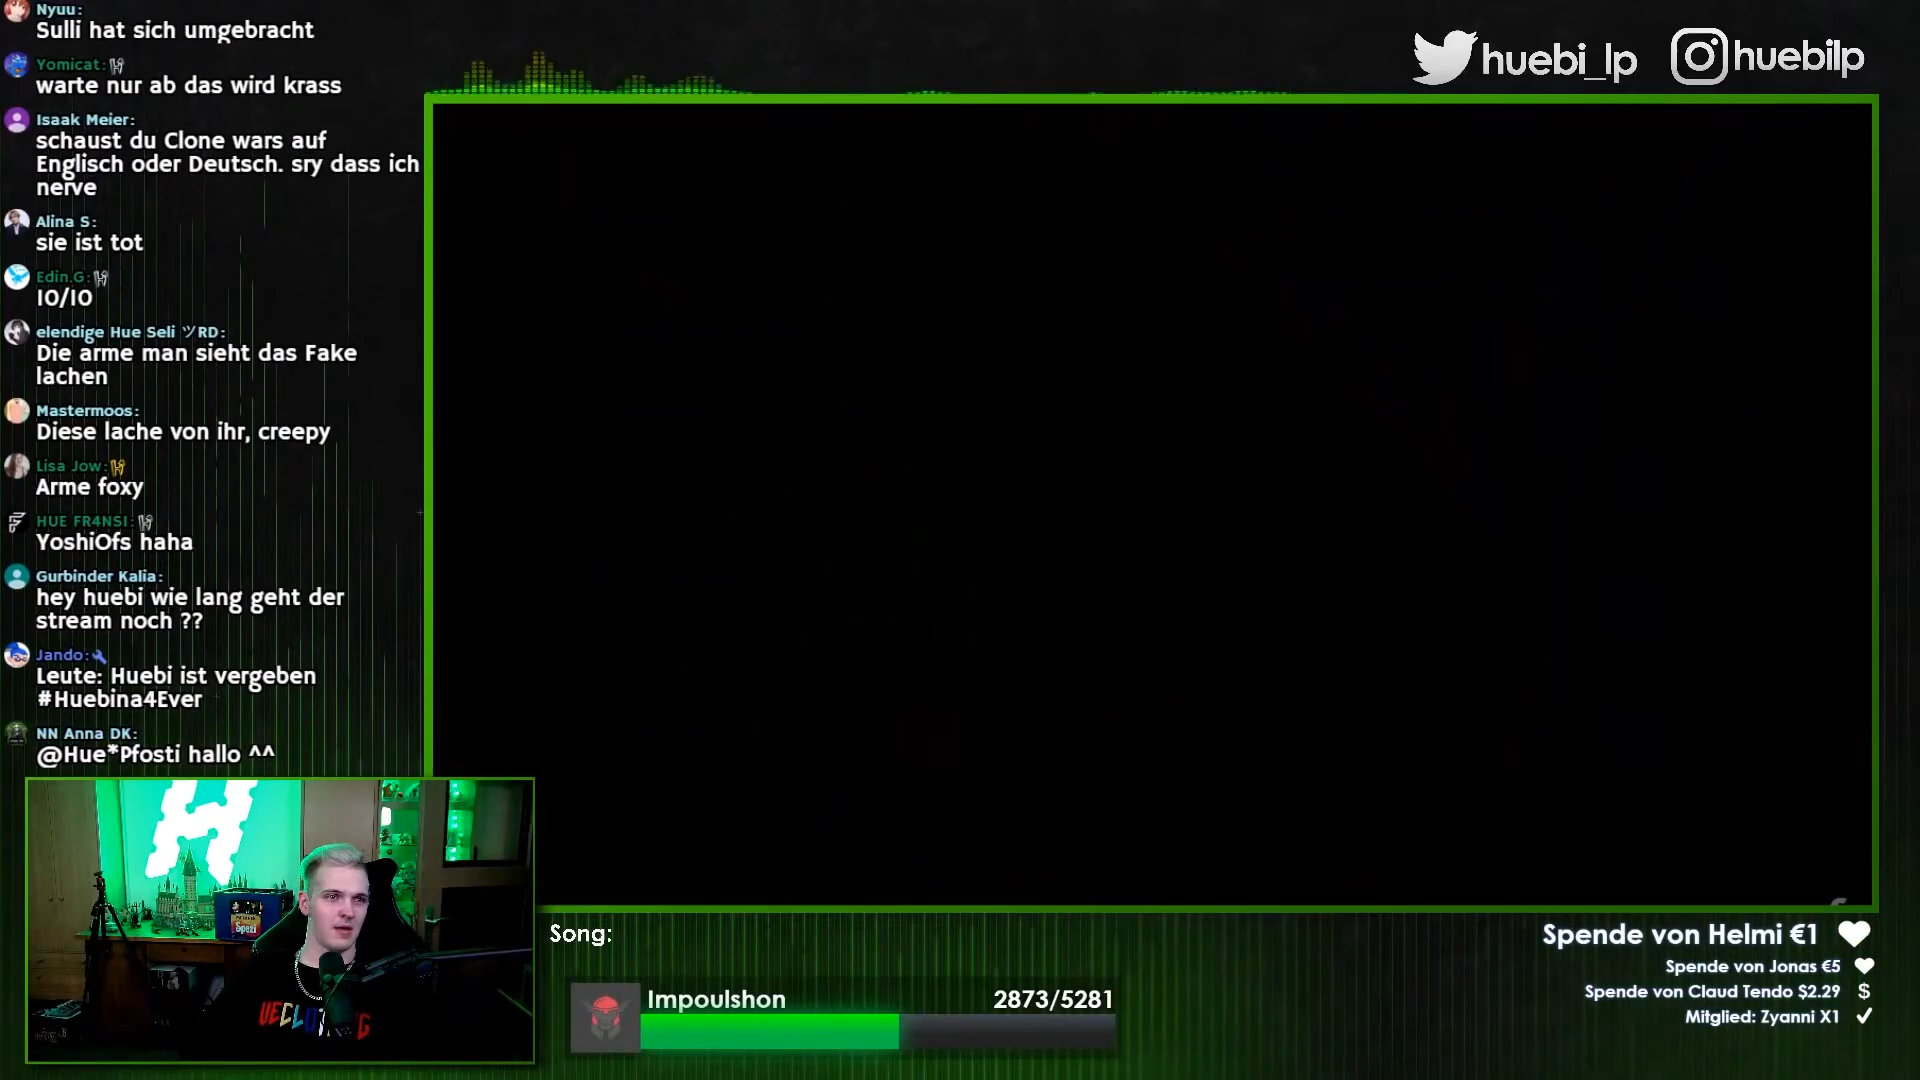 Nyuu:
Sulli hat sich umgebracht
Yomicat:
warte nur ab das wird krass
Isaak Meier:
schaust du Clone wars auf
Englisch oder Deutsch. sry dass ich
nerve
Alina S:
sie ist tot
Edin.G:
10/10
elendige Hue Seli ツRD:
Die arme man sieht das Fake
lachen
Mastermoos:
Diese lache von ihr, creepy
Lisa Jow:
Arme foxy
HUE FR4NSI:
YoshiOfs haha
Gurbinder Kalia:
hey huebi wie lang geht der
stream noch ??
Jando:
Leute: Huebi ist vergeben
#Huebina4Ever
NN Anna DK:
@Hue*Pfosti hallo ^^
huebi_lp
huebilp
H
Spezi
Song:
Impoulshon 2873/5281
Spende von Helmi €1
Spende von Jonas €5
Spende von Claud Tendo $2.29 $
Mitglied: Zyanni X1